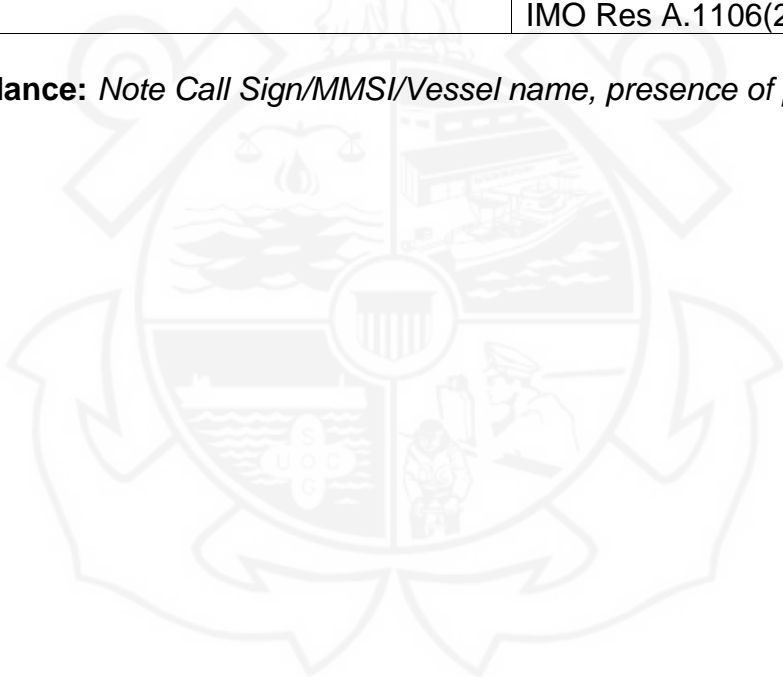 IMO Res A.1106(2
lance: Note Call Sign/MMSI/Vessel name, presence of
S
U O C
G